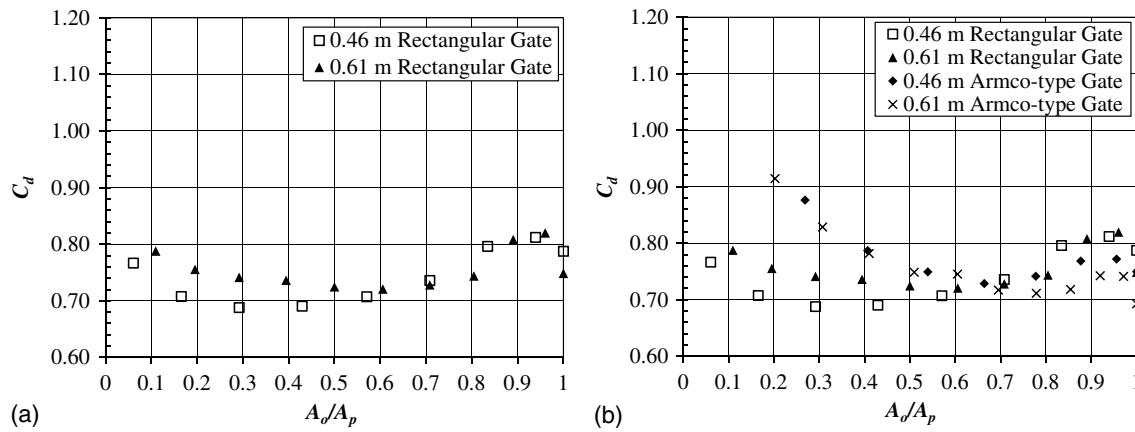 1.20
1.10
1.00
0.90
0.80
0.70
0.60
C_d
0 0.1 0.2 0.3 0.4 0.5 0.6 0.7 0.8 0.9 1
A_o/A_p
0.46 m Rectangular Gate
0.61 m Rectangular Gate
(a)
1.20
1.10
1.00
0.90
0.80
0.70
0.60
C_d
0 0.1 0.2 0.3 0.4 0.5 0.6 0.7 0.8 0.9 1
A_o/A_p
0.46 m Rectangular Gate
0.61 m Rectangular Gate
0.46 m Armco-type Gate
0.61 m Armco-type Gate
(b)